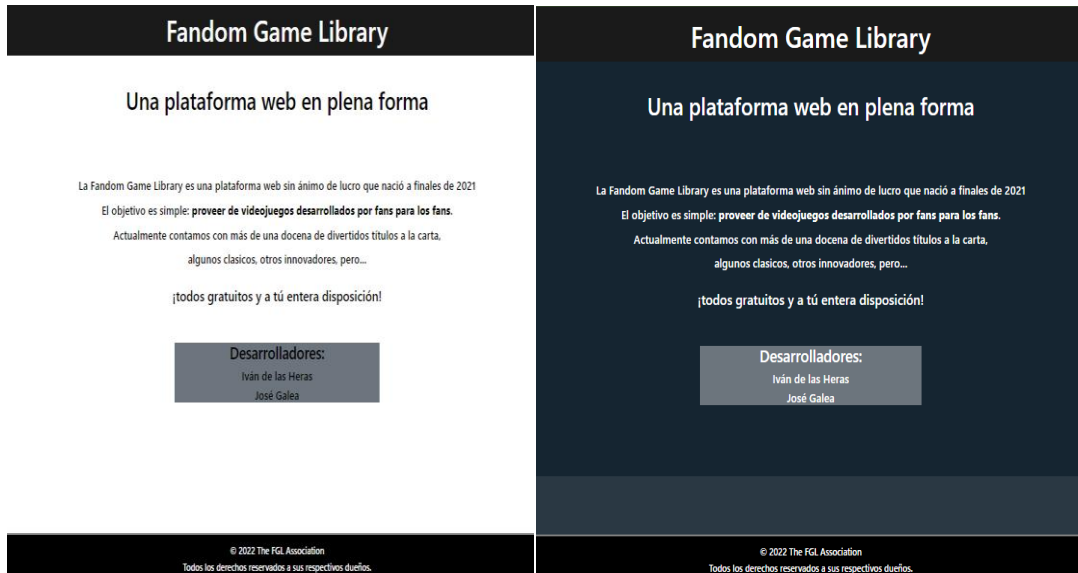 Fandom Game Library
Una plataforma web en plena forma
La Fandom Game Library es una plataforma web sin ánimo de lucro que nació a finales de 2021
El objetivo es simple: proveer de videojuegos desarrollados por fans para los fans.
Actualmente contamos con más de una docena de divertidos títulos a la carta,
algunos clasicos, otros innovadores, pero...
¡todos gratuitos y a tú entera disposición!
Desarrolladores:
Iván de las Heras
José Galea
© 2022 The FGL Association
Todos los derechos reservados a sus respectivos dueños.
Fandom Game Library
Una plataforma web en plena forma
La Fandom Game Library es una plataforma web sin ánimo de lucro que nació a finales de 2021
El objetivo es simple: proveer de videojuegos desarrollados por fans para los fans.
Actualmente contamos con más de una docena de divertidos títulos a la carta,
algunos clasicos, otros innovadores, pero...
¡todos gratuitos y a tú entera disposición!
Desarrolladores:
Iván de las Heras
José Galea
© 2022 The FGL Association
Todos los derechos reservados a sus respectivos dueños.